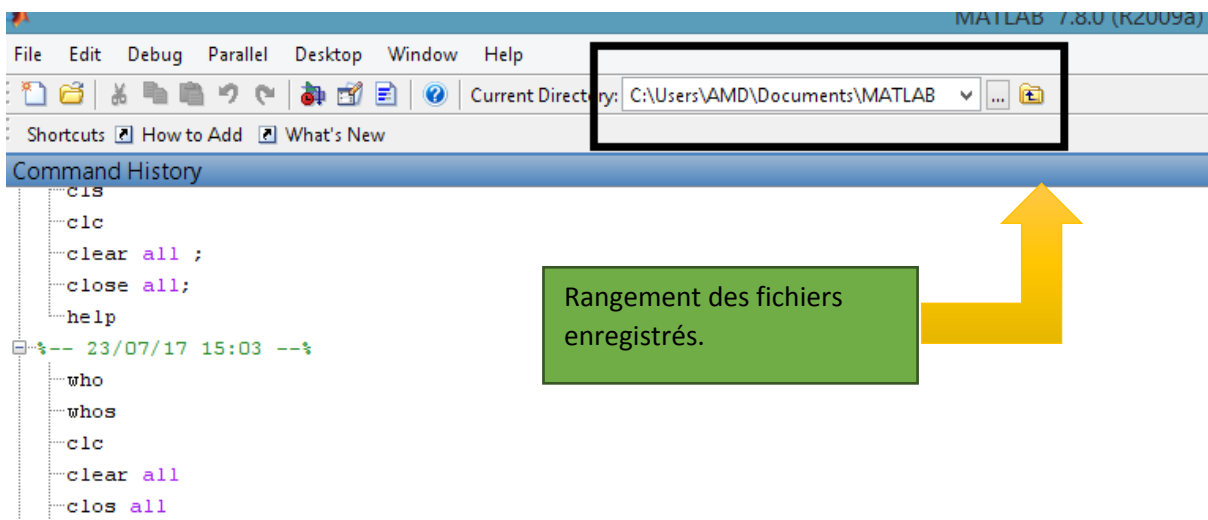 MATLAB 7.8.0 (R2009a)
File Edit Debug Parallel Desktop Window Help
Current Directory: C:\Users\AMD\Documents\MATLAB ...
Shortcuts How to Add What's New
Command History
cls
clc
clear all ;
close all;
help
%-- 23/07/17 15:03 --%
who
whos
clc
clear all
clos all
Rangement des fichiers
enregistrés.